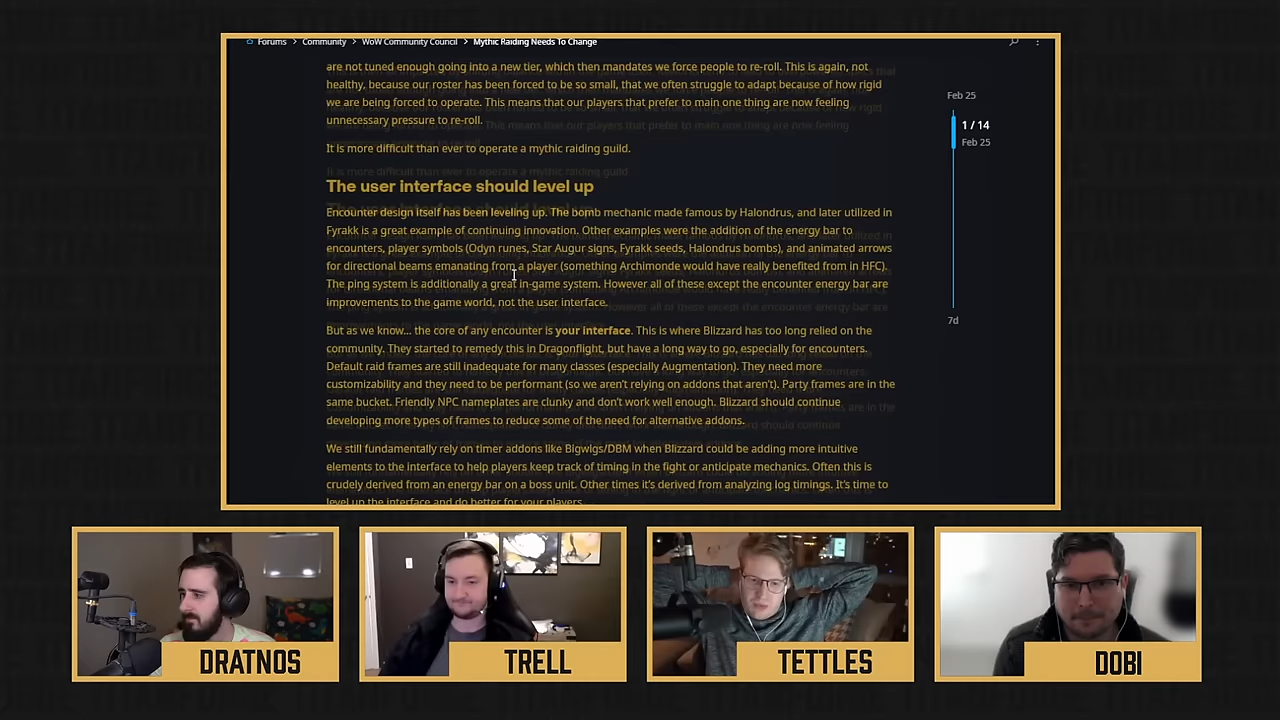 Forums > Community > WoW Community Council > Mythic Raiding Needs To Change
are not tuned enough going into a new tier, which then mandates we force people to re-roll. This is again, not
healthy, because our roster has been forced to be so small, that we often struggle to adapt because of how rigid
we are being forced to operate. This means that our players that prefer to main one thing are now feeling
unnecessary pressure to re-roll.
It is more difficult than ever to operate a mythic raiding guild.
The user interface should level up
Encounter design itself has been leveling up. The bomb mechanic made famous by Halondrus, and later utilized in
Fyrakk is a great example of continuing innovation. Other examples were the addition of the energy bar to
encounters, player symbols (Odyn runes, Star Augur signs, Fyrakk seeds, Halondrus bombs), and animated arrows
for directional beams emanating from a player (something Archimonde would have really benefited from in HFC).
The ping system is additionally a great in-game system. However all of these except the encounter energy bar are
improvements to the game world, not the user interface.
But as we know... the core of any encounter is your interface. This is where Blizzard has too long relied on the
community. They started to remedy this in Dragonflight, but have a long way to go, especially for encounters.
Default raid frames are still inadequate for many classes (especially Augmentation). They need more
customizability and they need to be performant (so we aren't relying on addons that aren't). Party frames are in the
same bucket. Friendly NPC nameplates are clunky and don't work well enough. Blizzard should continue
developing more types of frames to reduce some of the need for alternative addons.
We still fundamentally rely on timer addons like Bigwigs/DBM when Blizzard could be adding more intuitive
elements to the interface to help players keep track of timing in the fight or anticipate mechanics. Often this is
crudely derived from an energy bar on a boss unit. Other times it's derived from analyzing log timings. It's time to
level up the interface and do better for your players.
Feb 25
1 / 14
Feb 25
7d
DRATNOS
TRELL
TETTLES
DOBI